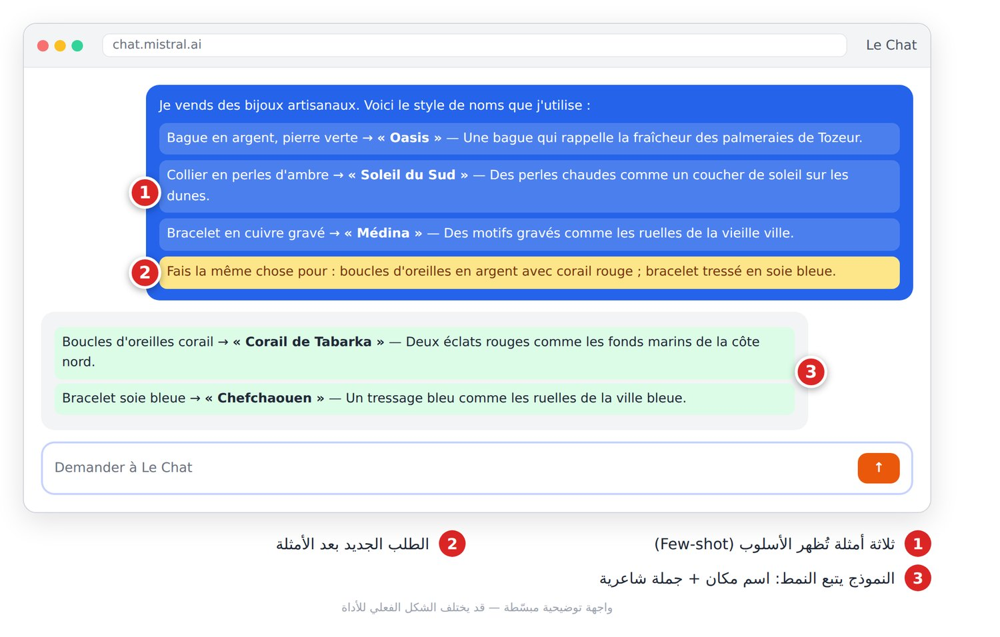 chat.mistral.ai
Le Chat
Je vends des bijoux artisanaux. Voici le style de noms que j'utilise :
Bague en argent, pierre verte → « Oasis » — Une bague qui rappelle la fraîcheur des palmeraies de Tozeur.
Collier en perles d'ambre → « Soleil du Sud » — Des perles chaudes comme un coucher de soleil sur les
dunes.
1
Bracelet en cuivre gravé → « Médina » — Des motifs gravés comme les ruelles de la vieille ville.
2
Fais la même chose pour : boucles d'oreilles en argent avec corail rouge ; bracelet tressé en soie bleue.
Boucles d'oreilles corail → « Corail de Tabarka » — Deux éclats rouges comme les fonds marins de la côte
nord.
3
Bracelet soie bleue → « Chefchaouen » — Un tressage bleu comme les ruelles de la ville bleue.
Demander à Le Chat
↑
1 ثلاثة أمثلة تُظهر الأسلوب (Few-shot)
2 الطلب الجديد بعد الأمثلة
3 النموذج يتبع النمط: اسم مكان + جملة شاعرية
واجهة توضيحية مبسّطة — قد يختلف الشكل الفعلي للأداة